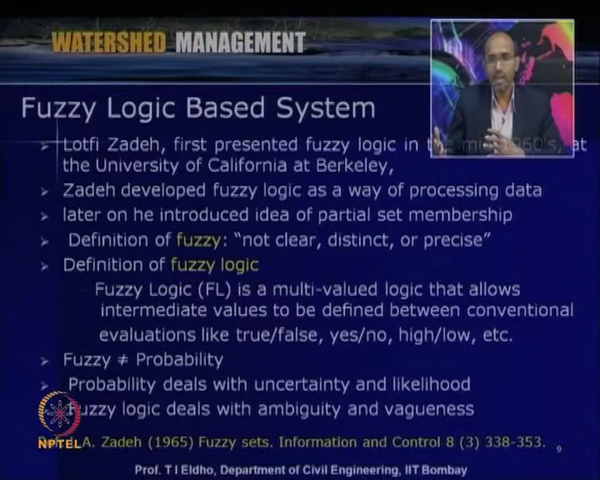 WATERSHED MANAGEMENT
Fuzzy Logic Based System
Lotfi Zadeh, first presented fuzzy logic in the mid 1960's, at
the University of California at Berkeley,
Zadeh developed fuzzy logic as a way of processing data
later on he introduced idea of partial set membership
Definition of fuzzy: “not clear, distinct, or precise”
Definition of fuzzy logic
Fuzzy Logic (FL) is a multi-valued logic that allows
intermediate values to be defined between conventional
evaluations like true/false, yes/no, high/low, etc.
Fuzzy ≠ Probability
Probability deals with uncertainty and likelihood
Fuzzy logic deals with ambiguity and vagueness
A. Zadeh (1965) Fuzzy sets. Information and Control 8 (3) 338-353.
9
NPTEL
Prof. T I Eldho, Department of Civil Engineering, IIT Bombay